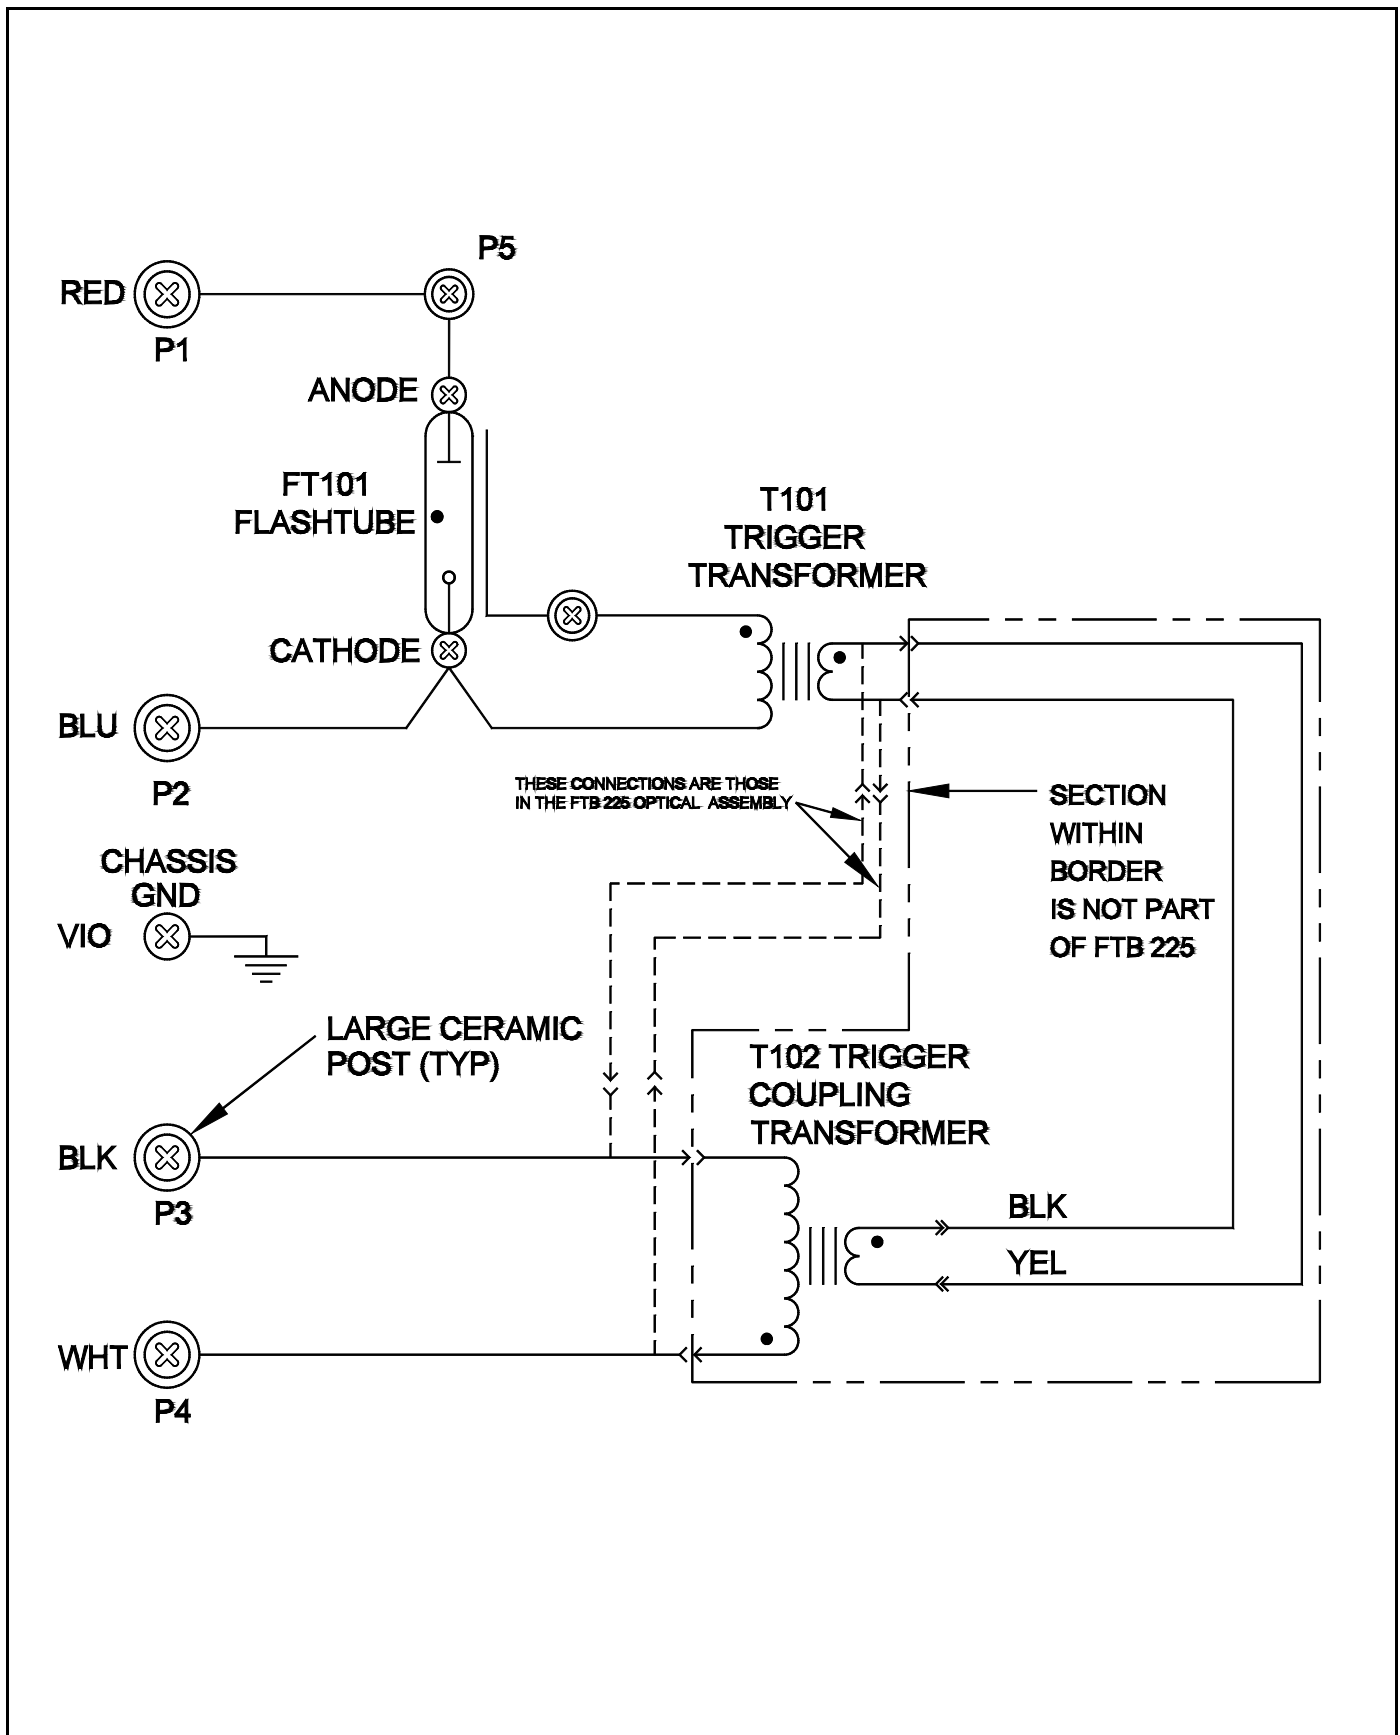 P5
RED
P1
ANODE
FT101
FLASHTUBE
T101
TRIGGER
TRANSFORMER
CATHODE
BLU
P2
THESE CONNECTIONS ARE THOSE
IN THE FTB 225 OPTICAL ASSEMBLY
SECTION
WITHIN
BORDER
IS NOT PART
OF FTB 225
CHASSIS
GND
VIO
LARGE CERAMIC
POST (TYP)
T102 TRIGGER
COUPLING
TRANSFORMER
BLK
P3
BLK
YEL
WHT
P4